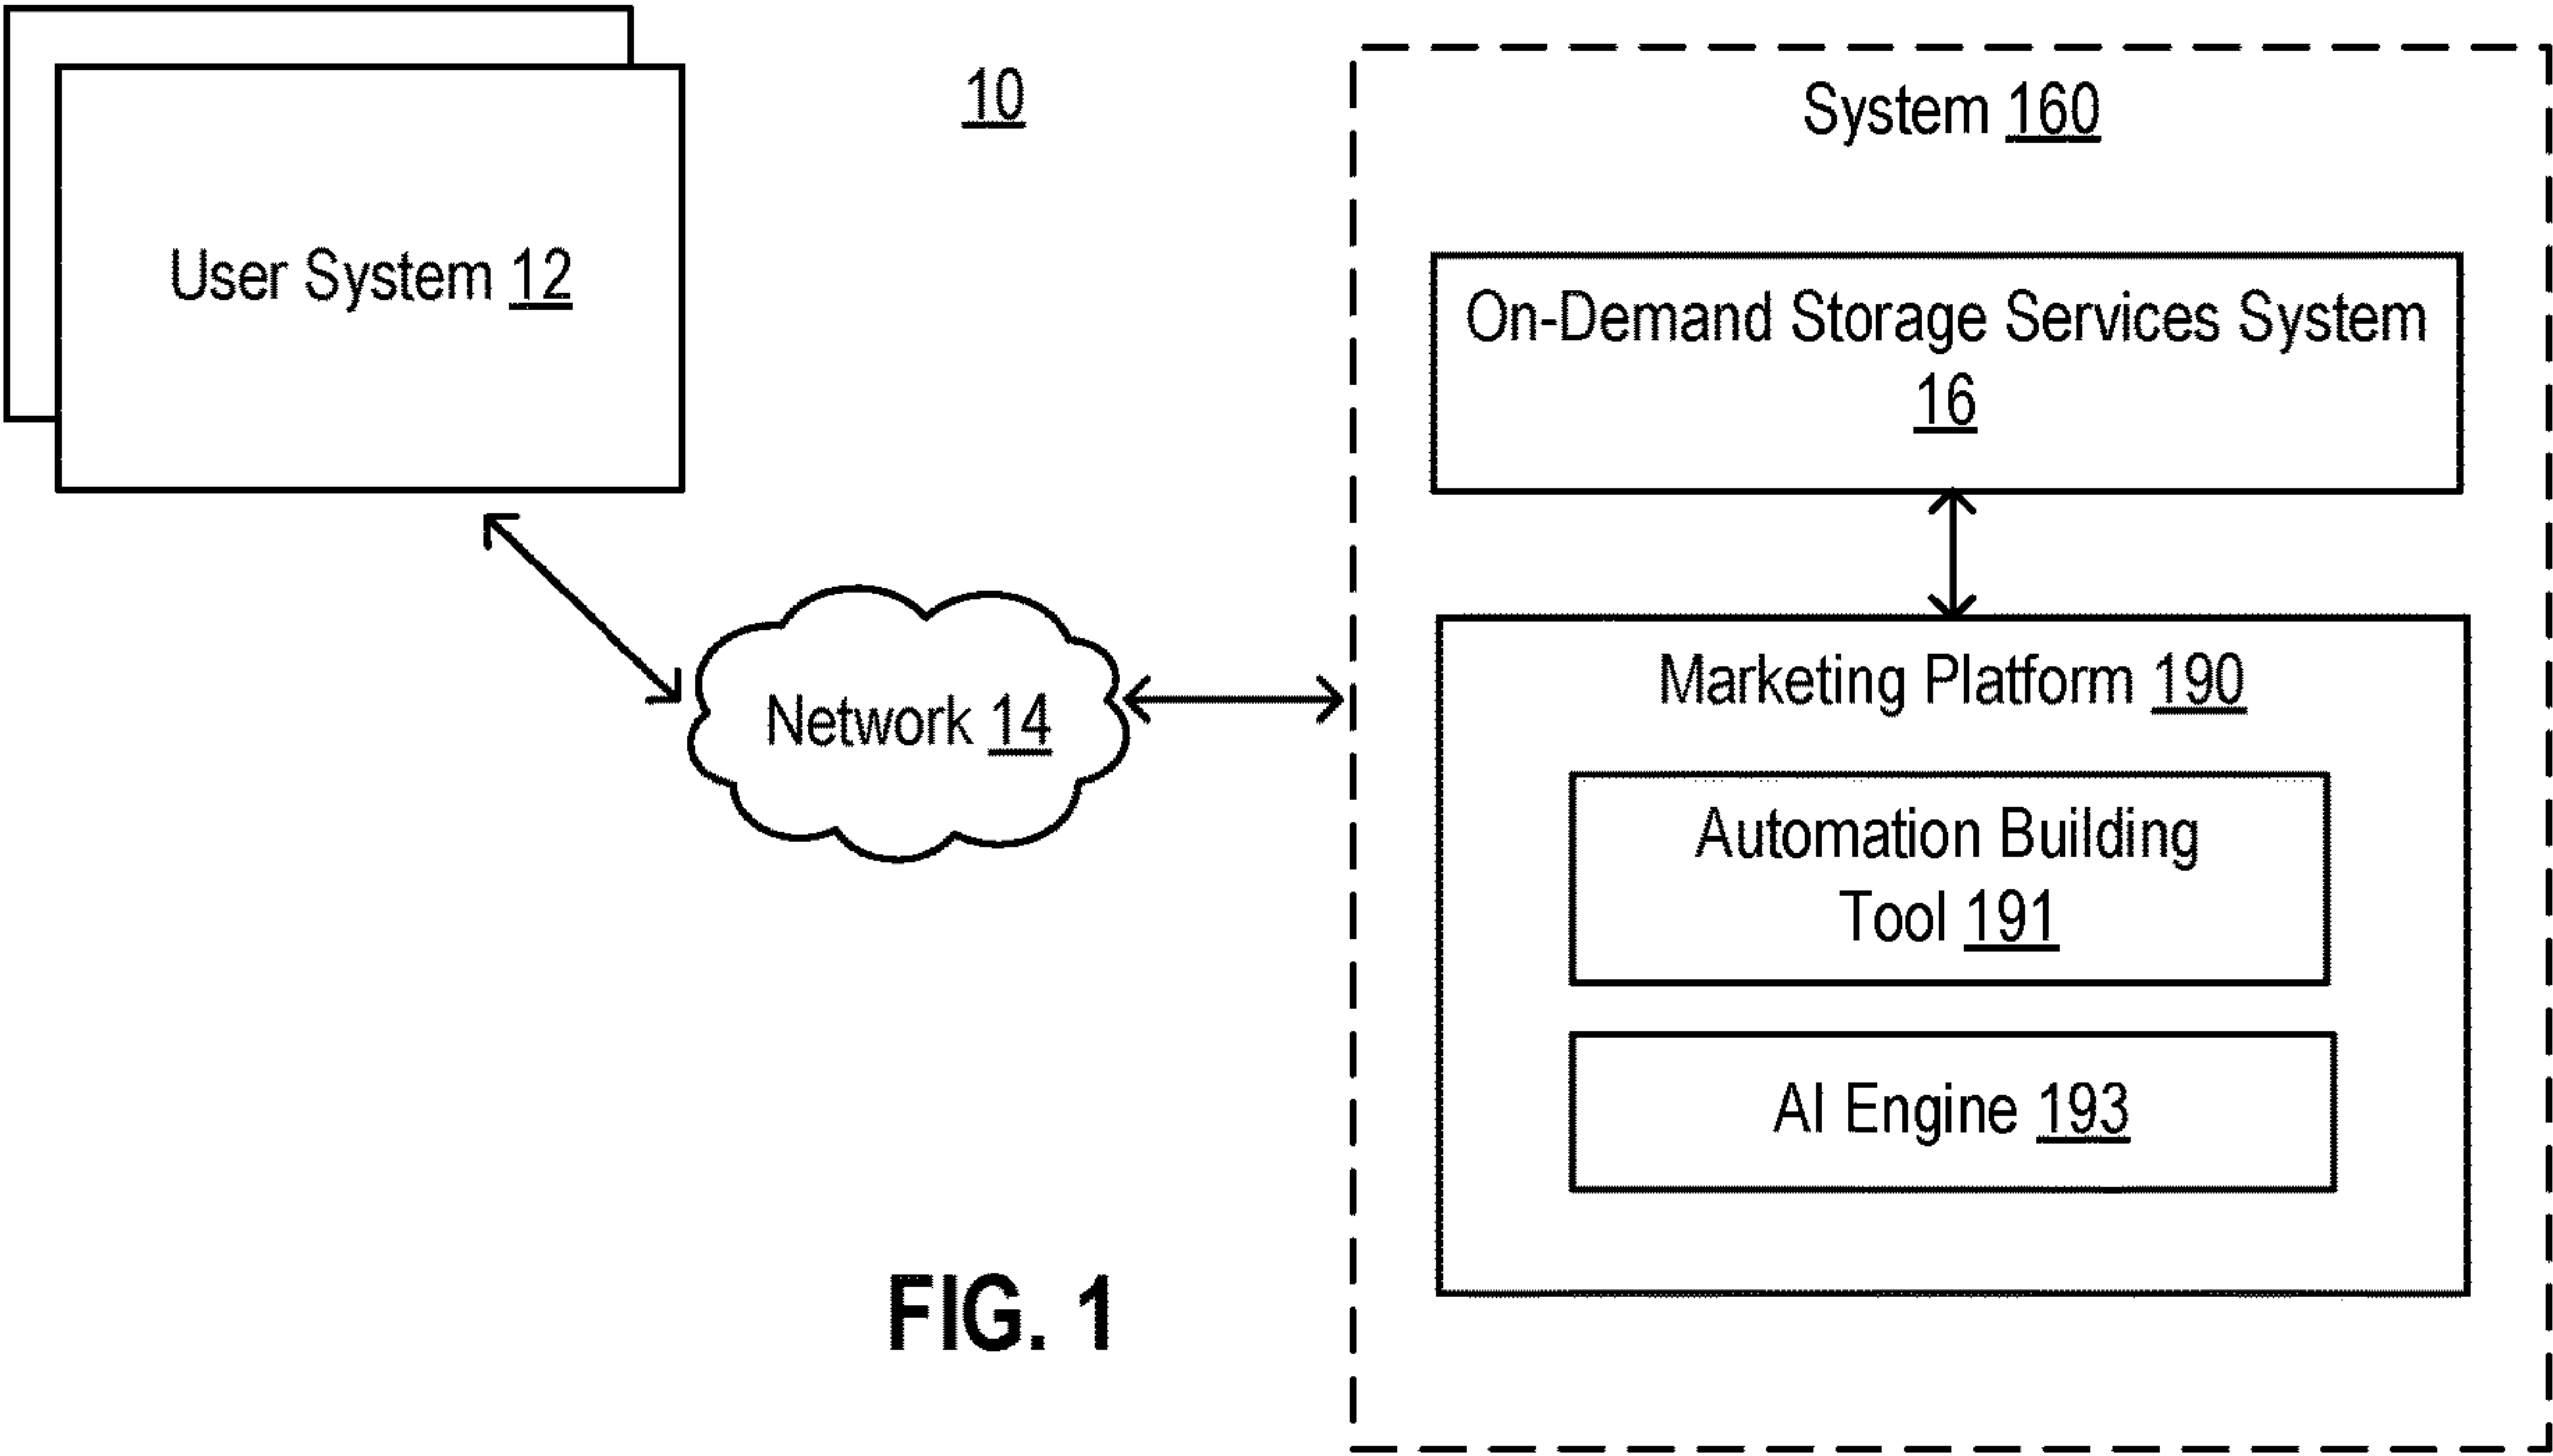 10
User System 12
Network 14
System 160
On-Demand Storage Services System
16
Marketing Platform 190
Automation Building
Tool 191
AI Engine 193
FIG. 1